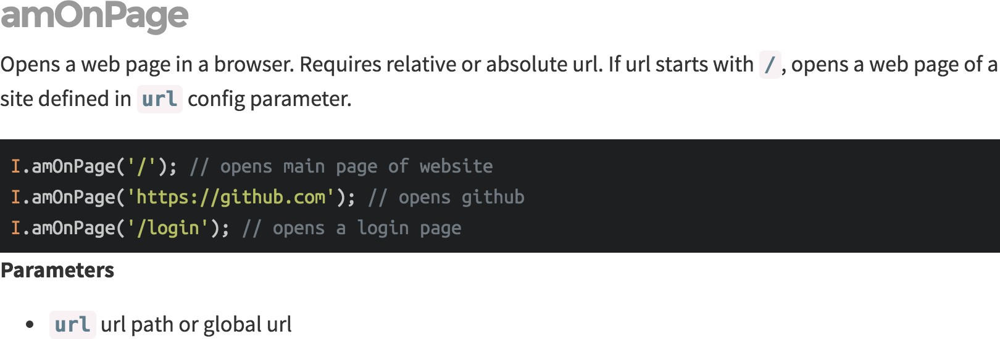 amOnPage
Opens a web page in a browser. Requires relative or absolute url. If url starts with /, opens a web page of a
site defined in url config parameter.
I.amOnPage('/'); // opens main page of website
I.amOnPage('https://github.com'); // opens github
I.amOnPage('/login'); // opens a login page
Parameters
• url url path or global url